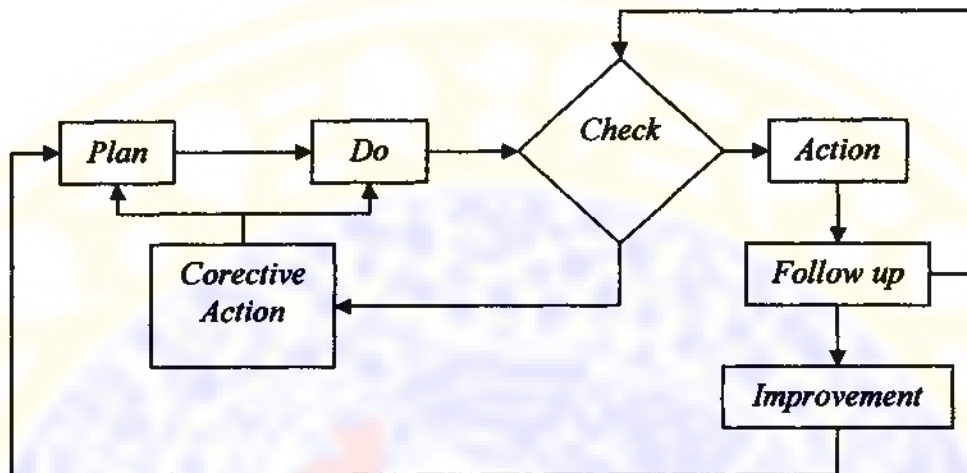 Plan
Do
Check
Action
Corective
Action
Follow up
Improvement